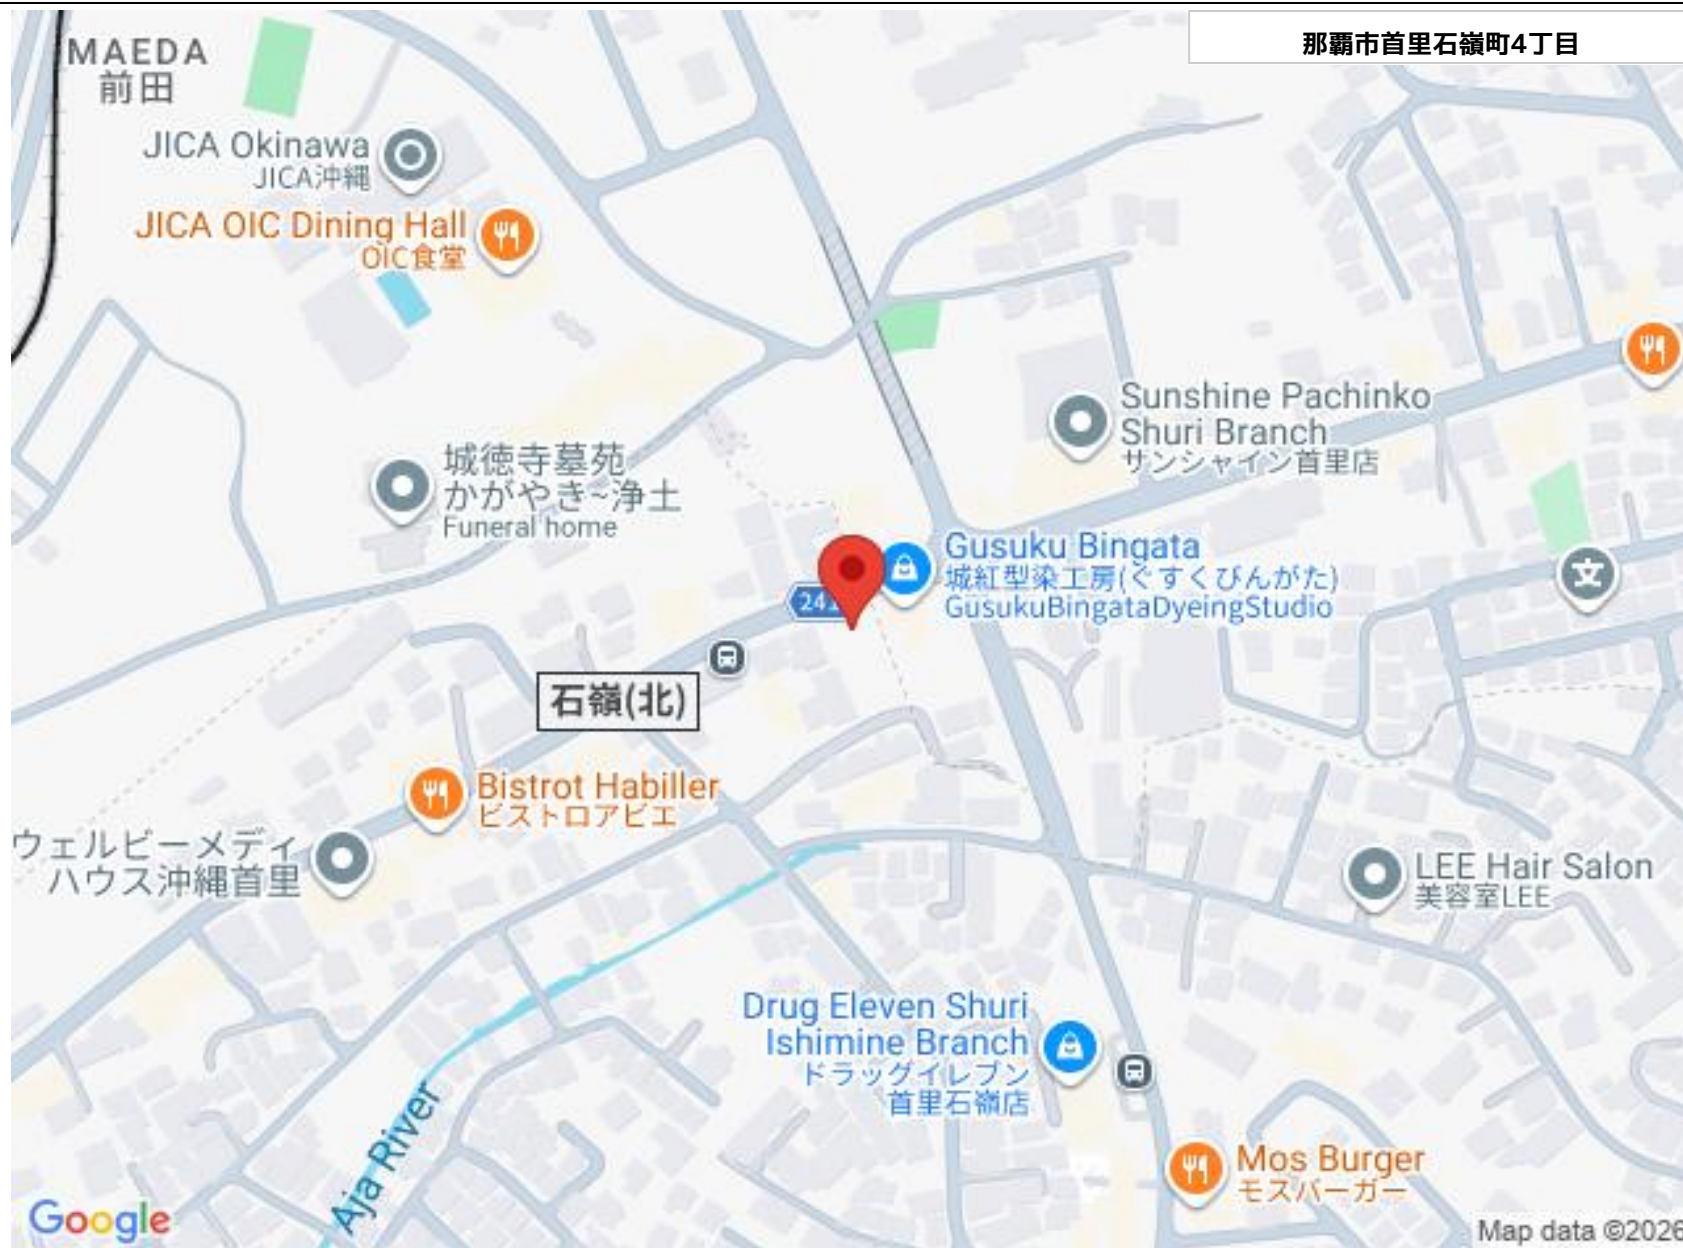 那覇市首里石嶺町4丁目
MAEDA
前田
JICA Okinawa
JICA沖縄
JICA OIC Dining Hall
OIC食堂
Sunshine Pachinko
Shuri Branch
サンシャイン首里店
城徳寺墓苑
かがやき~浄土
Funeral home
Gusuku Bingata
城紅型染工房(ぐすくびんがた)
GusukuBingataDyeingStudio
241
文
石嶺(北)
Bistrot Habiller
ビストロアビエ
ウェルビーメディ
ハウス沖縄首里
LEE Hair Salon
美容室LEE
Drug Eleven Shuri
Ishimine Branch
ドラッグイレブン
首里石嶺店
Aja River
Mos Burger
モスバーガー
Google
Map data ©2026